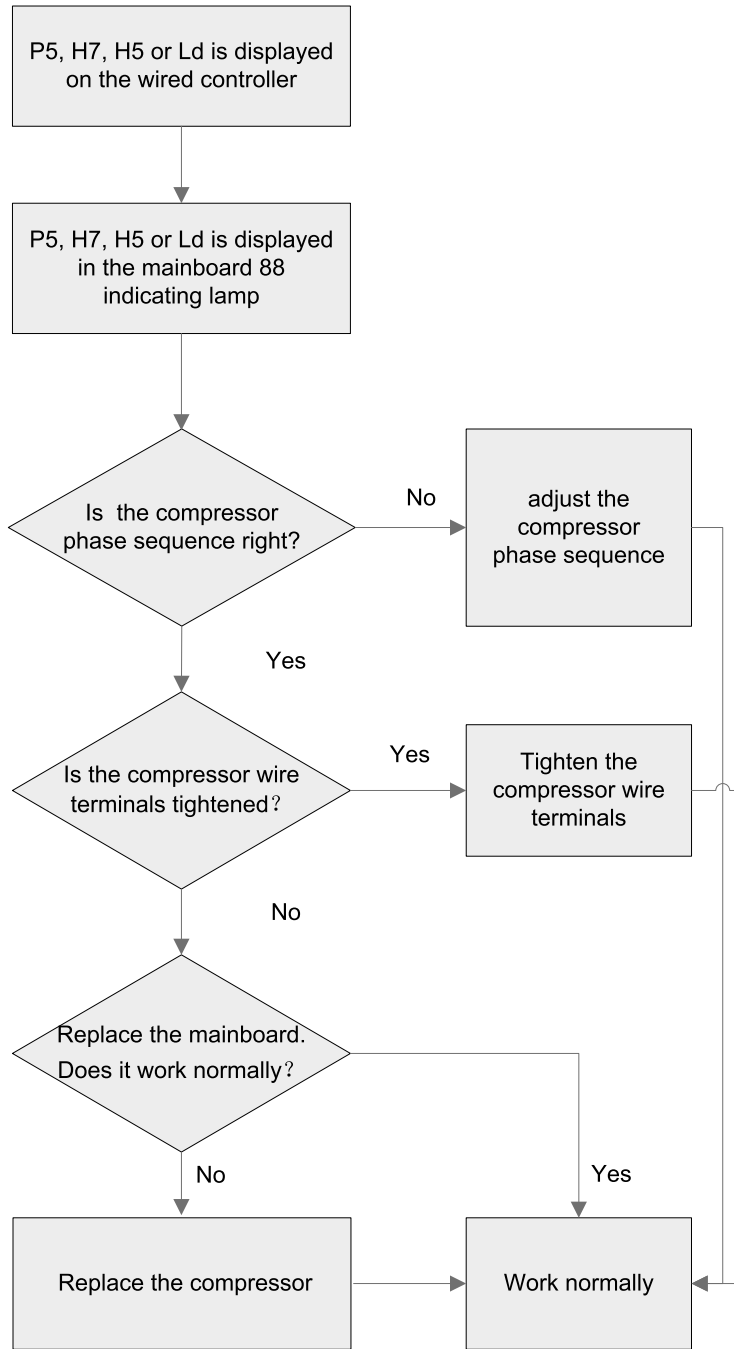 P5, H7, H5 or Ld is displayed
on the wired controller
P5, H7, H5 or Ld is displayed
in the mainboard 88
indicating lamp
Is the compressor
phase sequence right?
No
adjust the
compressor
phase sequence
Yes
Is the compressor wire
terminals tightened？
Yes
Tighten the
compressor wire
terminals
No
Replace the mainboard.
Does it work normally？
No
Yes
Replace the compressor
Work normally